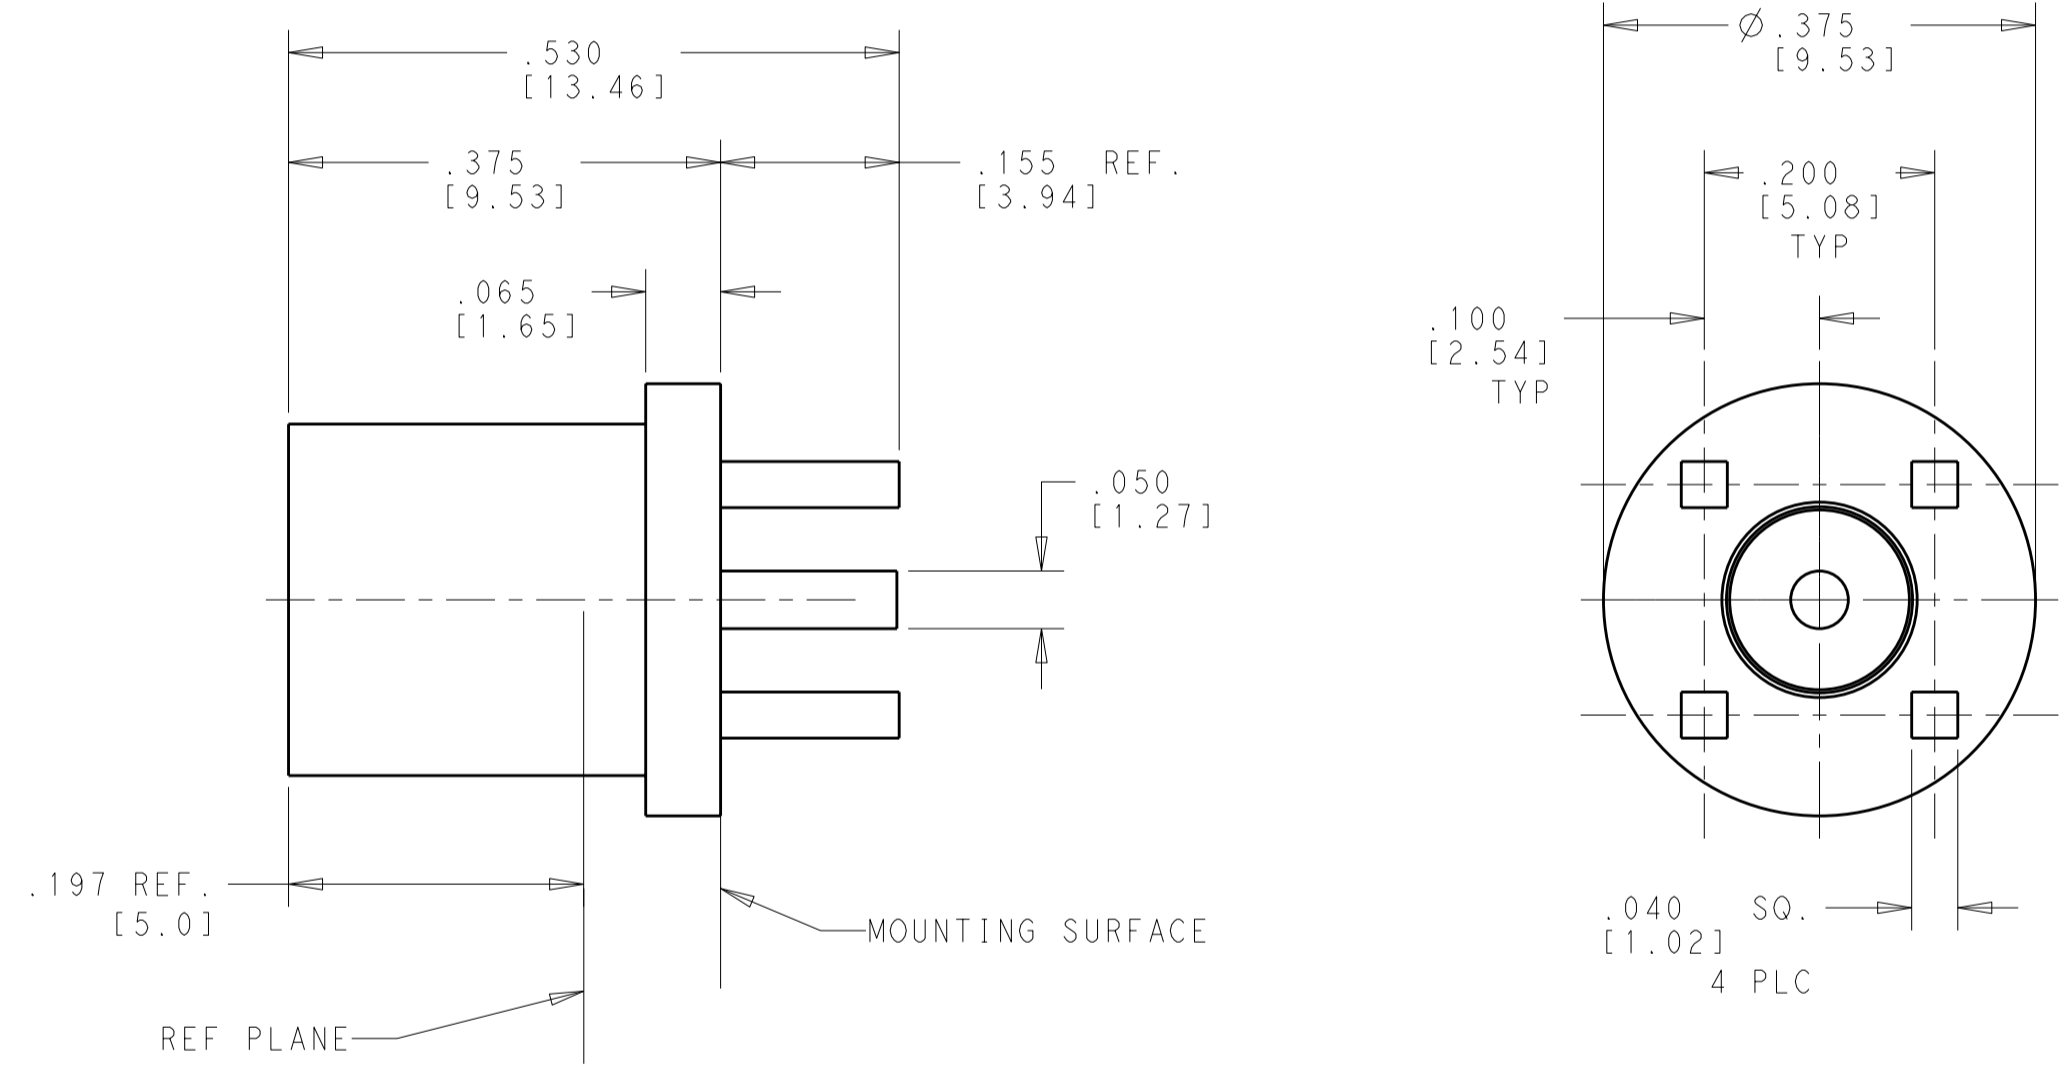 .530
[13.46]
.375
[9.53]
.155 REF.
[3.94]
.065
[1.65]
.050
[1.27]
.197 REF.
[5.0]
MOUNTING SURFACE
REF PLANE
Ø.375
[9.53]
.200
[5.08]
TYP
.100
[2.54]
TYP
.040 SQ.
[1.02]
4 PLC